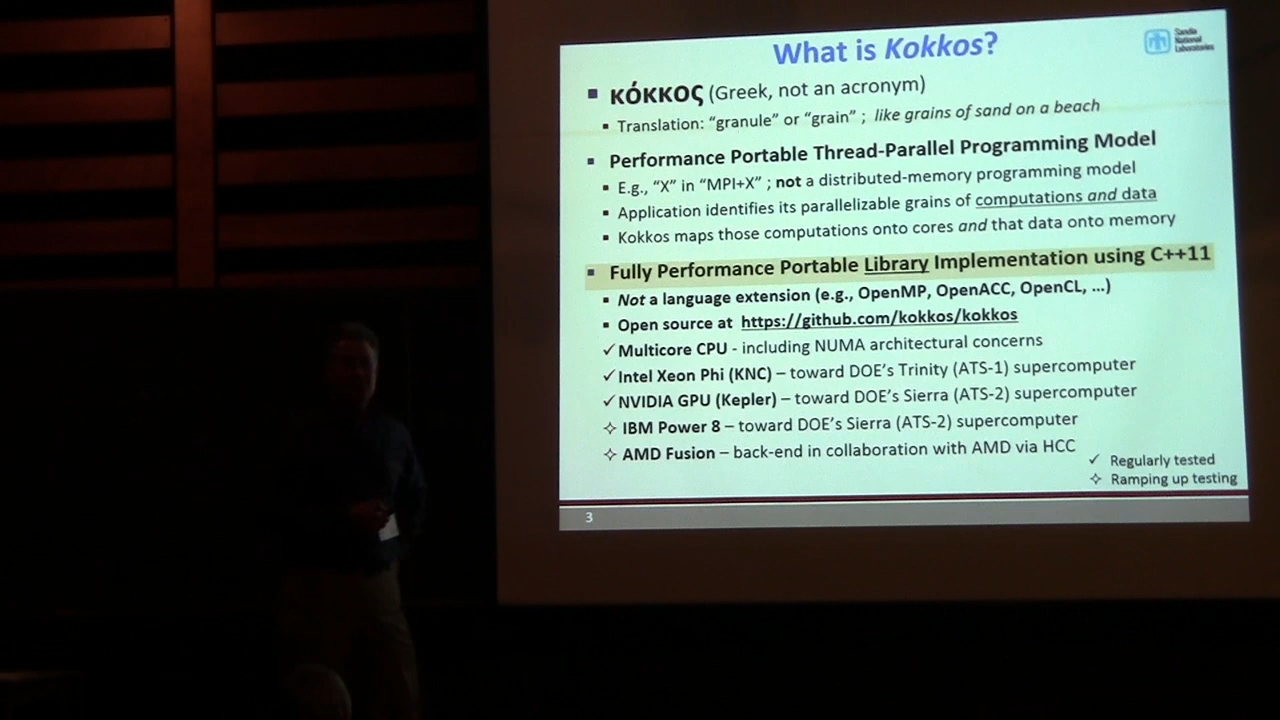 What is Kokkos?
Sandia
National
Laboratories
▪ κόκκος (Greek, not an acronym)
▪ Translation: “granule” or “grain” ; like grains of sand on a beach
▪ Performance Portable Thread-Parallel Programming Model
▪ E.g., “X” in “MPI+X” ; not a distributed-memory programming model
▪ Application identifies its parallelizable grains of computations and data
▪ Kokkos maps those computations onto cores and that data onto memory
▪ Fully Performance Portable Library Implementation using C++11
▪ Not a language extension (e.g., OpenMP, OpenACC, OpenCL, ...)
▪ Open source at https://github.com/kokkos/kokkos
✓ Multicore CPU - including NUMA architectural concerns
✓ Intel Xeon Phi (KNC) – toward DOE’s Trinity (ATS-1) supercomputer
✓ NVIDIA GPU (Kepler) – toward DOE’s Sierra (ATS-2) supercomputer
✧ IBM Power 8 – toward DOE’s Sierra (ATS-2) supercomputer
✧ AMD Fusion – back-end in collaboration with AMD via HCC
✓ Regularly tested
✧ Ramping up testing
3